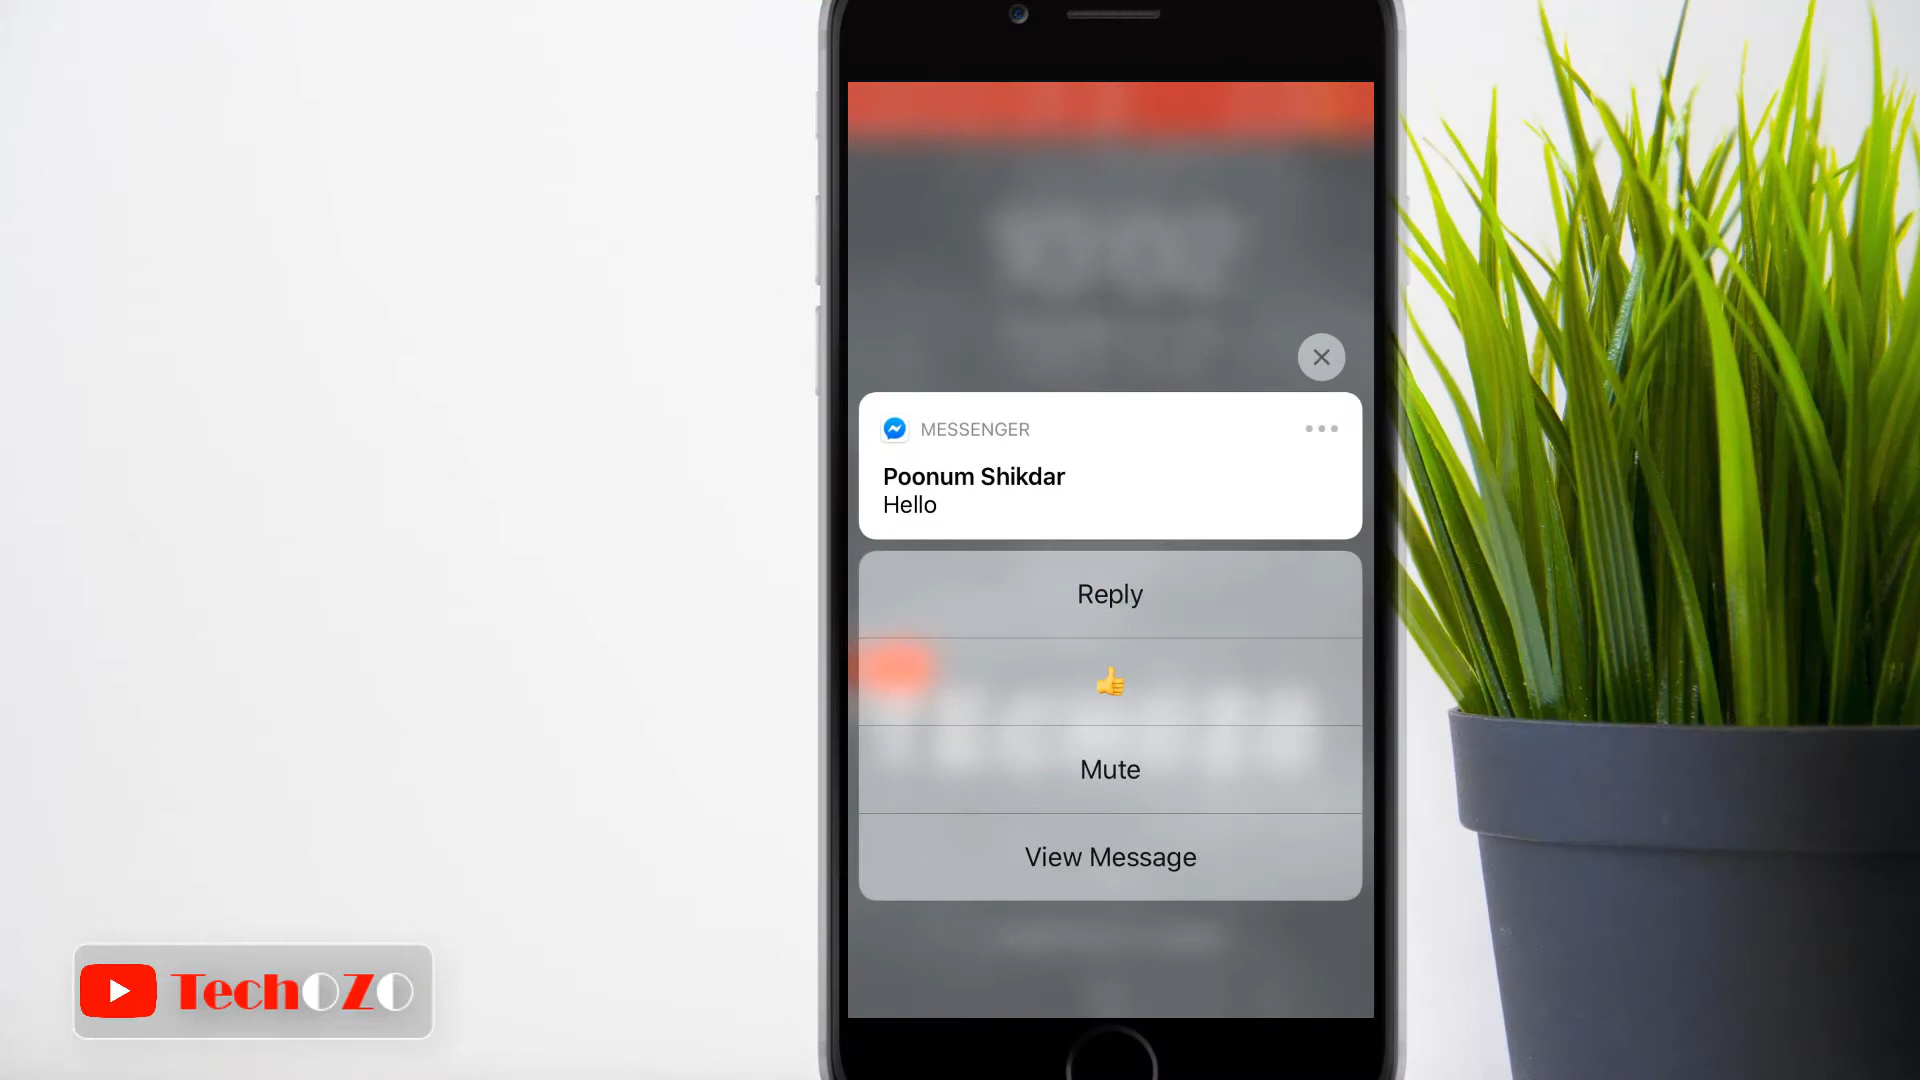 MESSENGER
Poonum Shikdar
Hello
Reply
👍
Mute
View Message
TechOZO